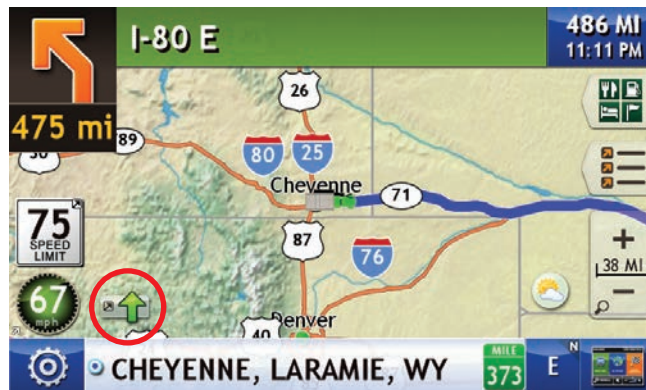 I-80 E
486 MI
11:11 PM
475 mi
26
89
80
25
Cheyenne
71
75
SPEED
LIMIT
87
76
+
38 MI
−
67
mph
40
Denver
CHEYENNE, LARAMIE, WY
MILE
373
E
N